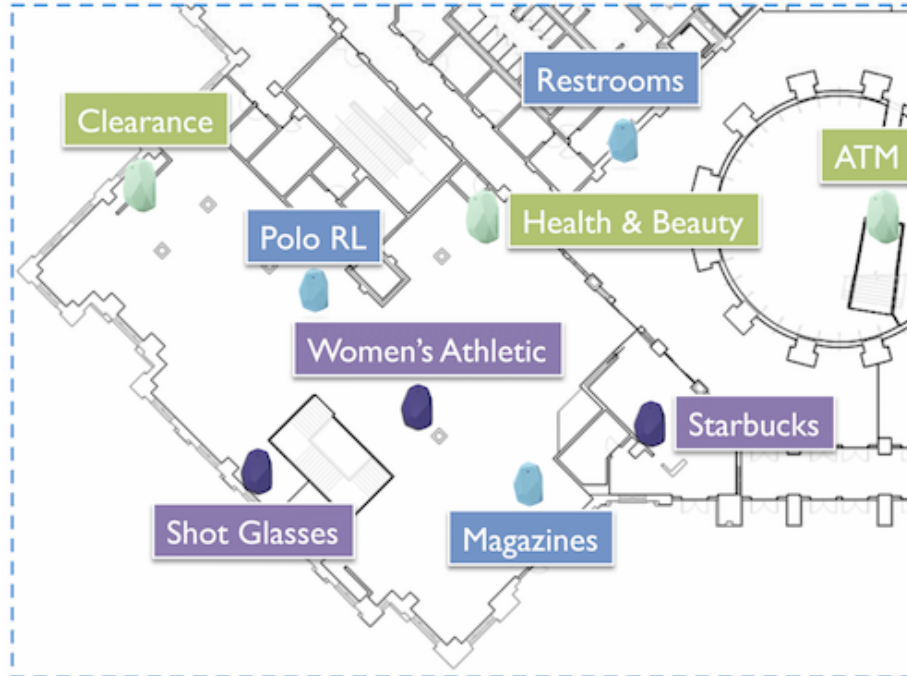 Restrooms
Clearance
ATM
Health & Beauty
Polo RL
Women's Athletic
Starbucks
Shot Glasses
Magazines